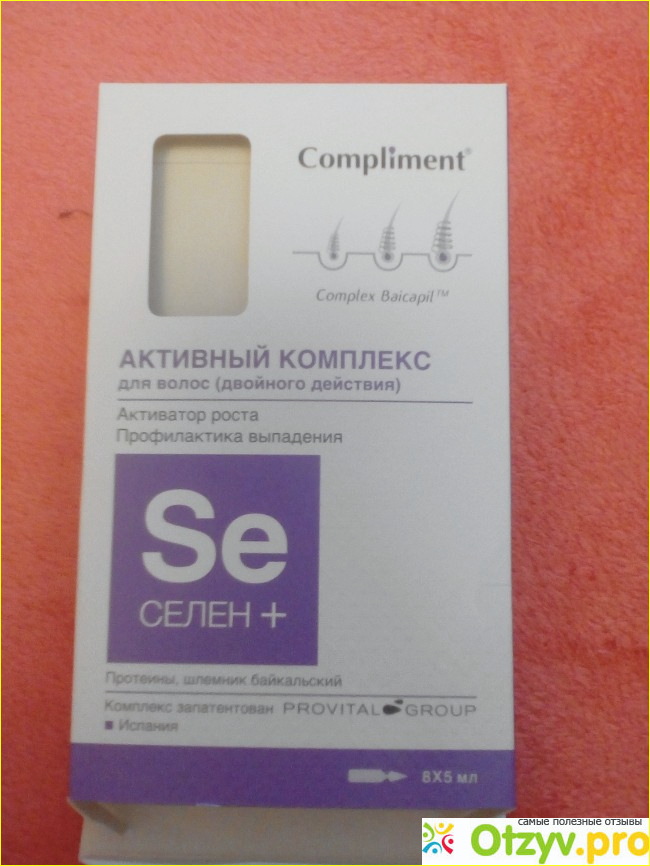 Compliment®
Complex Baicapil™
АКТИВНЫЙ КОМПЛЕКС
для волос (двойного действия)
Активатор роста
Профилактика выпадения
Se
СЕЛЕН +
Протеины, шлемник байкальский
Комплекс запатентован PROVITAL GROUP
Испания
8X5 мл
самые полезные отзывы
Otzyv.pro